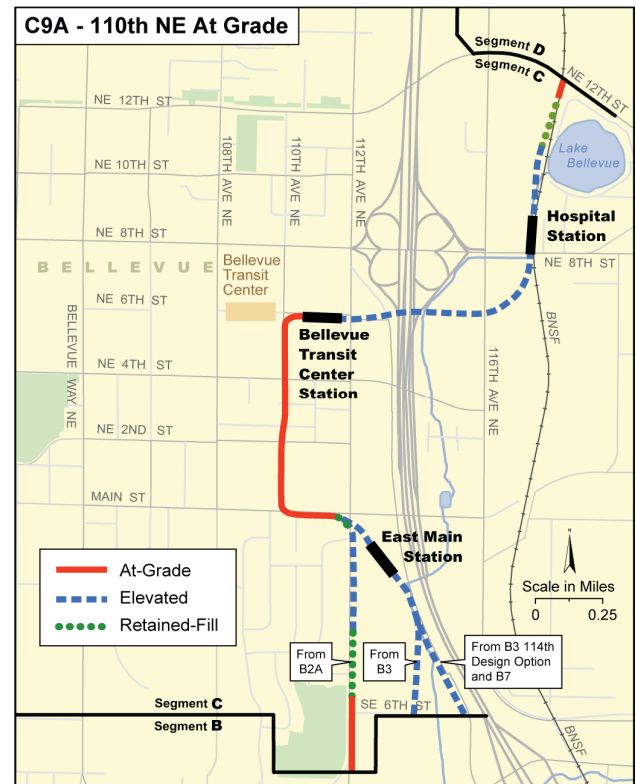 C9A - 110th NE At Grade
Segment D
Segment C
NE 12TH ST
NE 12TH ST
108TH AVE NE
110TH AVE NE
112TH AVE NE
Lake
Bellevue
NE 10TH ST
Hospital
Station
NE 8TH ST
NE 8TH ST
BELLEVUE
Bellevue
Transit
Center
NE 6TH ST
BELLEVUE WAY NE
Bellevue
Transit
Center
Station
BNSF
116TH AVE NE
NE 4TH ST
NE 2ND ST
MAIN ST
East Main
Station
N
Scale in Miles
0 0.25
At-Grade
Elevated
Retained-Fill
From
B2A
From
B3
From B3 114th
Design Option
and B7
SE 6TH ST
Segment C
Segment B
BNSF